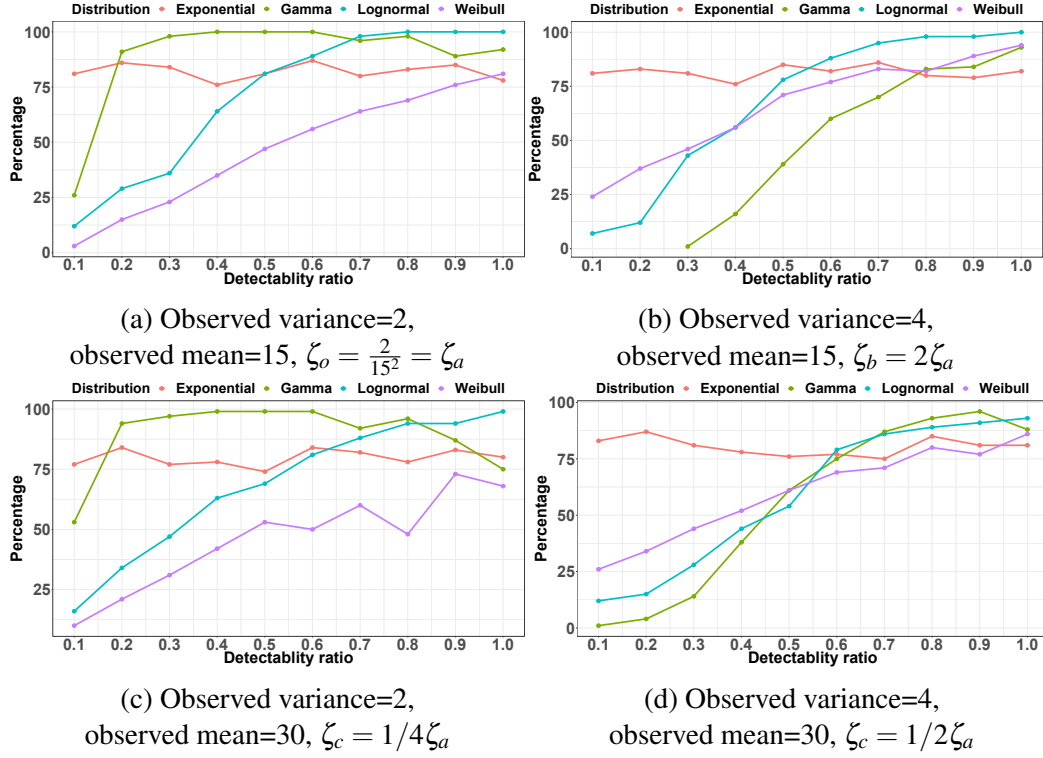 Distribution Exponential Gamma Lognormal Weibull
100
75
50
25
0
Percentage
0.1 0.2 0.3 0.4 0.5 0.6 0.7 0.8 0.9 1.0
Detectablity ratio
(a) Observed variance=2,
observed mean=15, ζₒ = 2/15² = ζₐ
Distribution Exponential Gamma Lognormal Weibull
100
75
50
25
0
Percentage
0.1 0.2 0.3 0.4 0.5 0.6 0.7 0.8 0.9 1.0
Detectablity ratio
(b) Observed variance=4,
observed mean=15, ζ_b = 2ζₐ
Distribution Exponential Gamma Lognormal Weibull
100
75
50
25
Percentage
0.1 0.2 0.3 0.4 0.5 0.6 0.7 0.8 0.9 1.0
Detectablity ratio
(c) Observed variance=2,
observed mean=30, ζ_c = 1/4ζₐ
Distribution Exponential Gamma Lognormal Weibull
100
75
50
25
0
Percentage
0.1 0.2 0.3 0.4 0.5 0.6 0.7 0.8 0.9 1.0
Detectablity ratio
(d) Observed variance=4,
observed mean=30, ζ_c = 1/2ζₐ